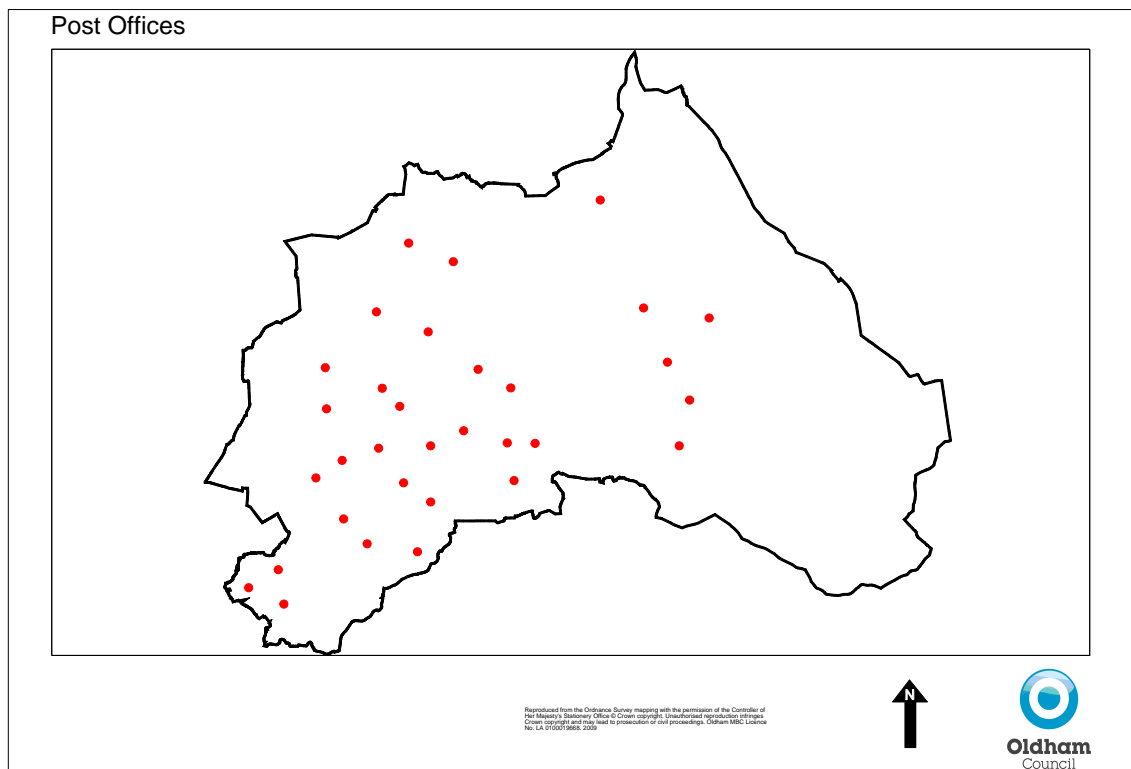 Post Offices
Reproduced from the Ordnance Survey mapping with the permission of the Controller of
Her Majesty's Stationery Office © Crown copyright. Unauthorised reproduction infringes
Crown copyright and may lead to prosecution or civil proceedings. Oldham MBC Licence
No. LA 0100019668. 2009
N
Oldham
Council